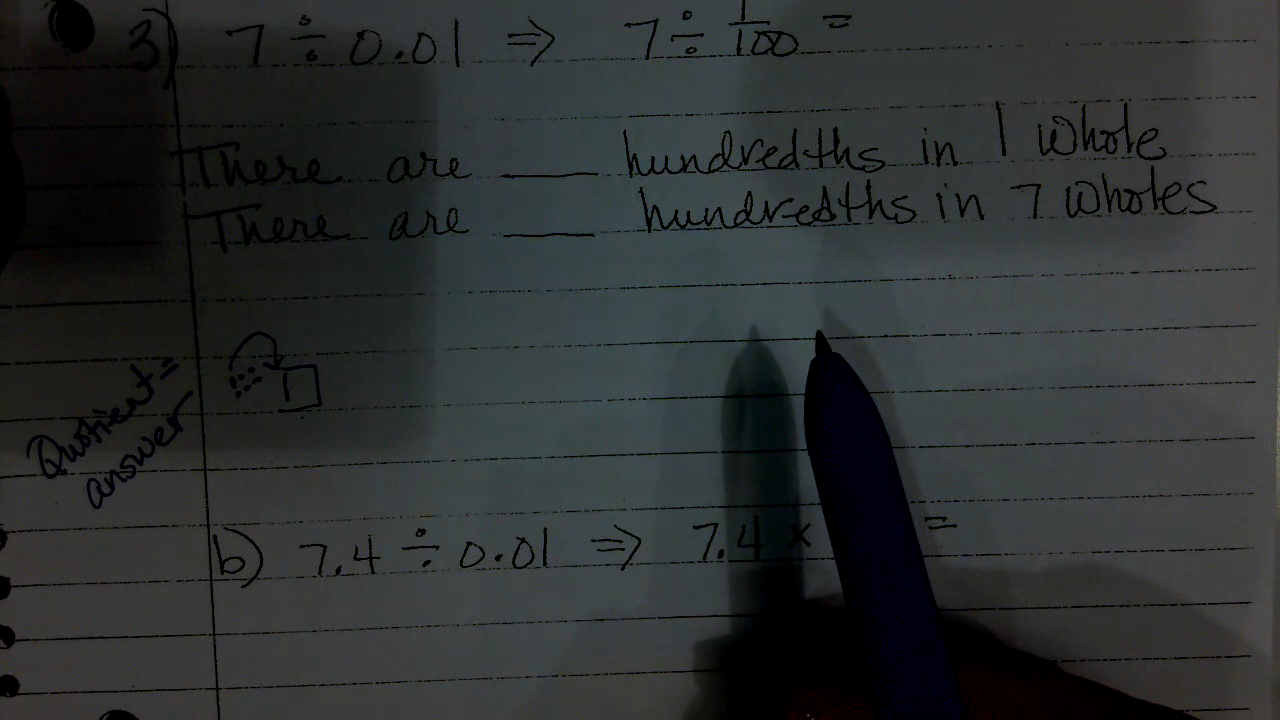 3) 7 ÷ 0.01 ⇒ 7 ÷ 1/100 =
There are ___ hundredths in 1 whole
There are ___ hundredths in 7 wholes
Quotient =
answer
b) 7.4 ÷ 0.01 ⇒ 7.4 × =